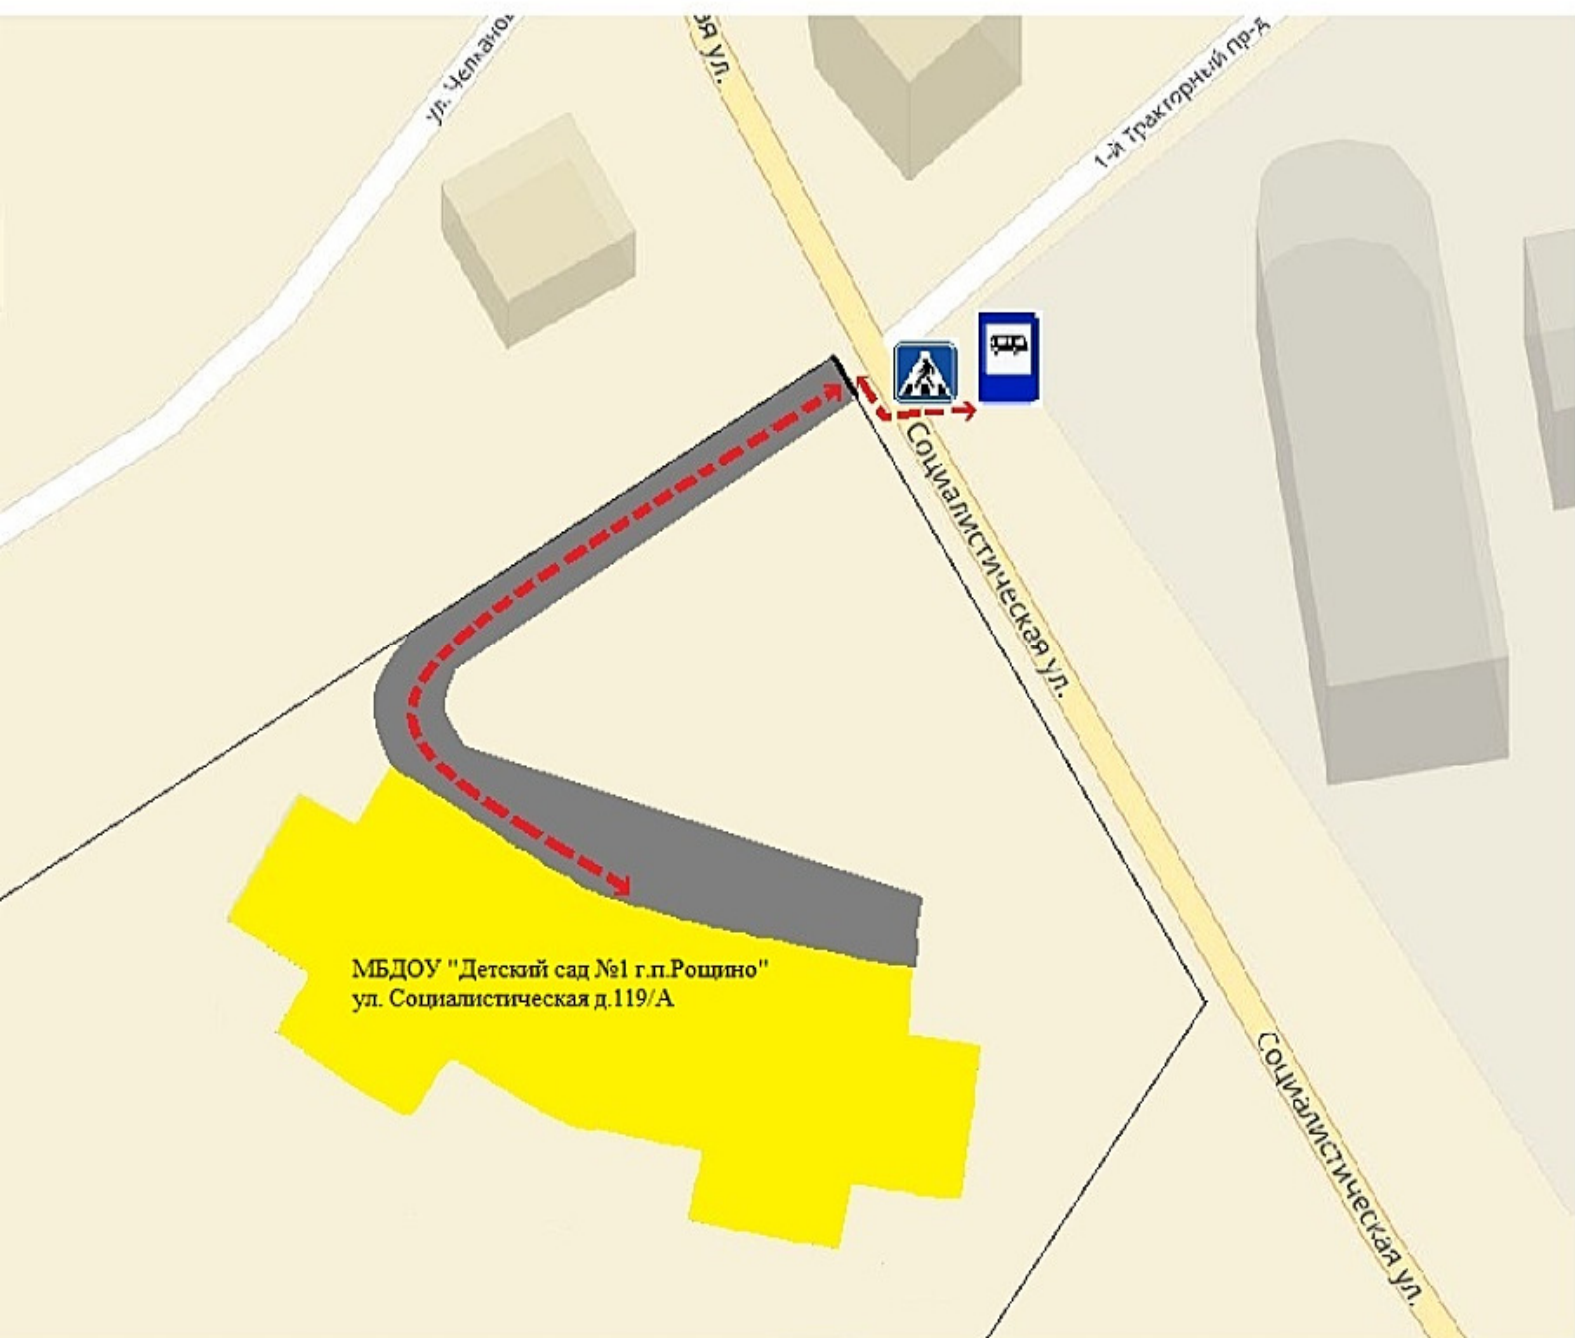 ул. Челканов
ая ул.
1-й Тракторный пр-д
Социалистическая ул.
МБДОУ "Детский сад №1 г.п.Рощино"
ул. Социалистическая д.119/А
Социалистическая ул.